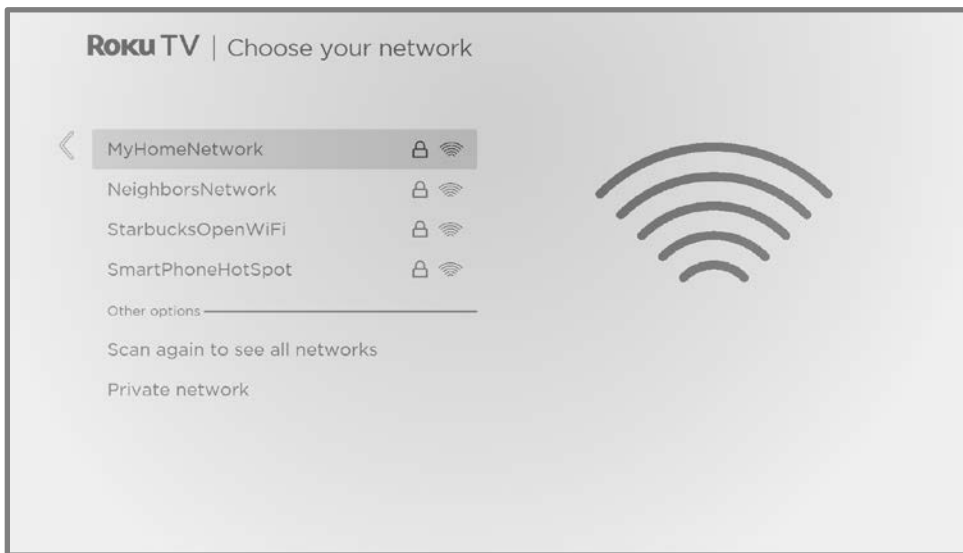 Roku TV | Choose your network
MyHomeNetwork
NeighborsNetwork
StarbucksOpenWiFi
SmartPhoneHotSpot
Other options
Scan again to see all networks
Private network